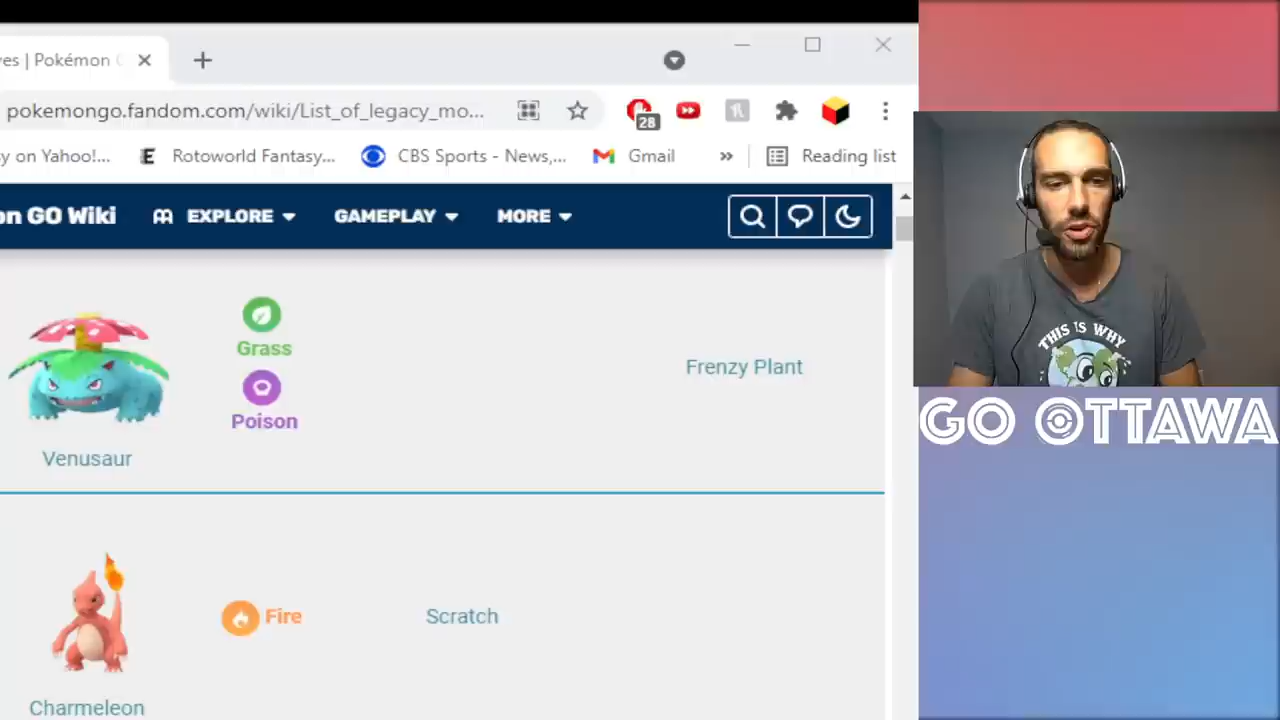 es | Pokémon
pokemongo.fandom.com/wiki/List_of_legacy_mo...
28
y on Yahoo!...
Rotoworld Fantasy...
CBS Sports - News,...
Gmail
»
Reading list
on GO Wiki
EXPLORE
GAMEPLAY
MORE
Grass
Poison
Frenzy Plant
Venusaur
Fire
Scratch
Charmeleon
THIS IS WHY
GO OTTAWA